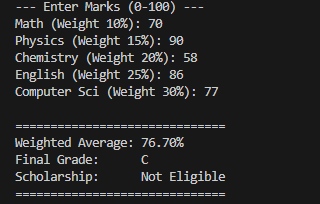 --- Enter Marks (0-100) ---
Math (Weight 10%): 70
Physics (Weight 15%): 90
Chemistry (Weight 20%): 58
English (Weight 25%): 86
Computer Sci (Weight 30%): 77
==============================
Weighted Average: 76.70%
Final Grade:      C
Scholarship:      Not Eligible
==============================